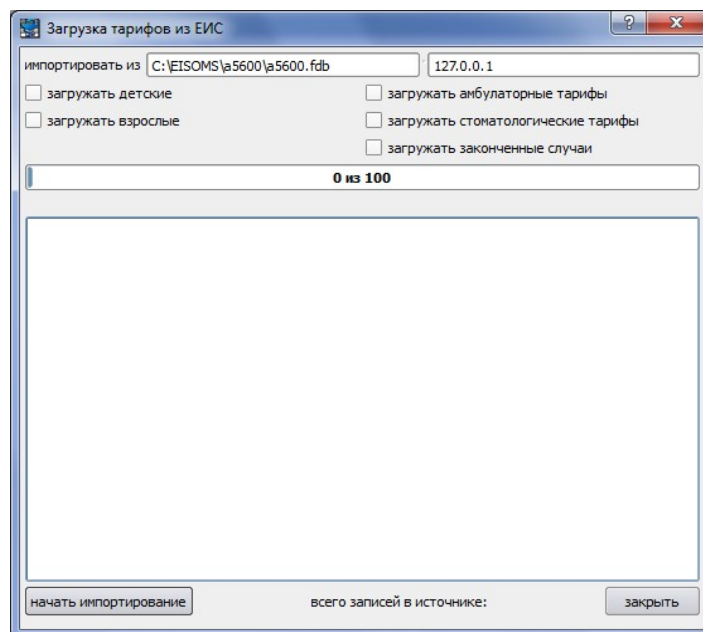 Загрузка тарифов из ЕИС
импортировать из C:\EISOMS\a5600\a5600.fdb 127.0.0.1
загружать детские загружать амбулаторные тарифы
загружать взрослые загружать стоматологические тарифы
загружать законченные случаи
0 из 100
начать импортирование всего записей в источнике: закрыть